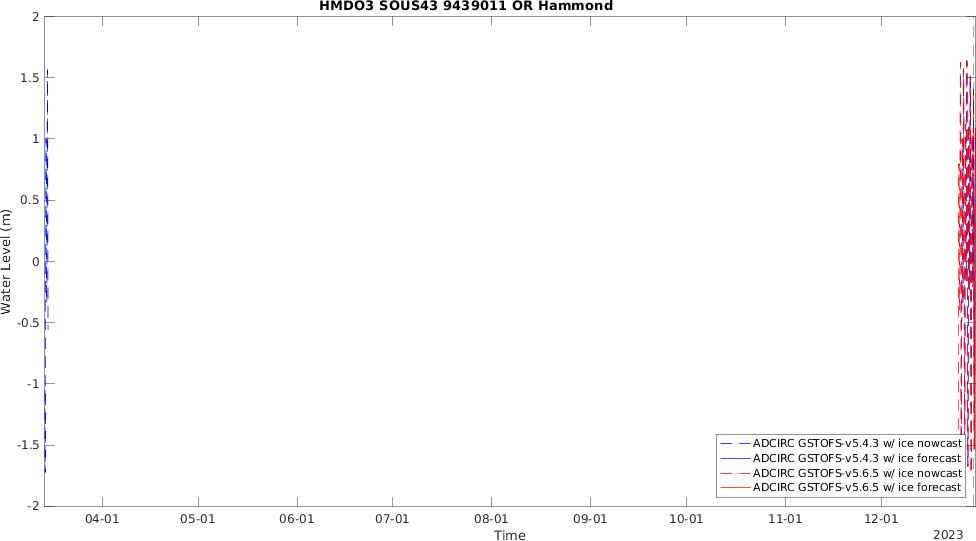 HMDO3 SOUS43 9439011 OR Hammond
2
1.5
1
0.5
0
-0.5
-1
-1.5
-2
Water Level (m)
ADCIRC GSTOFS-v5.4.3 w/ ice nowcast
ADCIRC GSTOFS-v5.4.3 w/ ice forecast
ADCIRC GSTOFS-v5.6.5 w/ ice nowcast
ADCIRC GSTOFS-v5.6.5 w/ ice forecast
04-01 05-01 06-01 07-01 08-01 09-01 10-01 11-01 12-01
Time
2023